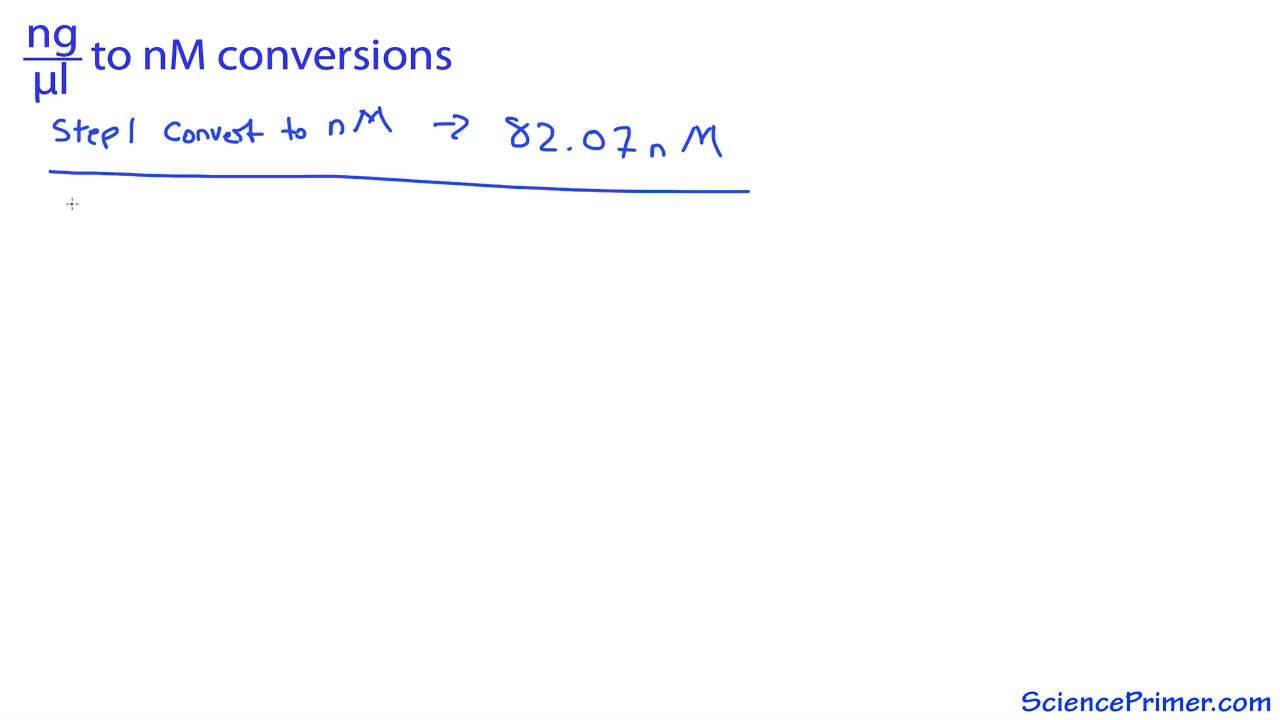 ng
µl
to nM conversions
Step 1 Convert to nM → 82.07 nM
SciencePrimer.com